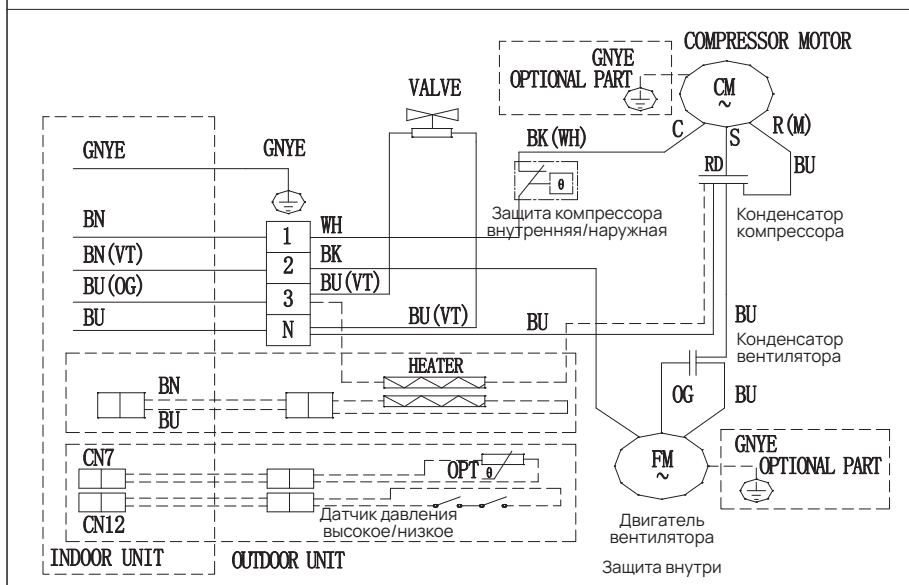 COMPRESSOR MOTOR
GNYE
OPTIONAL PART
CM
~
VALVE
C
S
R(M)
GNYE
GNYE
BK(WH)
RD
BU
θ
Защита компрессора
внутренняя/наружная
Конденсатор
компрессора
BN
1
WH
BN(VT)
2
BK
BU(OG)
3
BU(VT)
BU
N
BU(VT)
BU
BU
Конденсатор
вентилятора
HEATER
BN
BU
OG
BU
GNYE
OPTIONAL PART
CN7
OPT
θ
FM
~
CN12
Датчик давления
высокое/низкое
Двигатель
вентилятора
INDOOR UNIT
OUTDOOR UNIT
Защита внутри